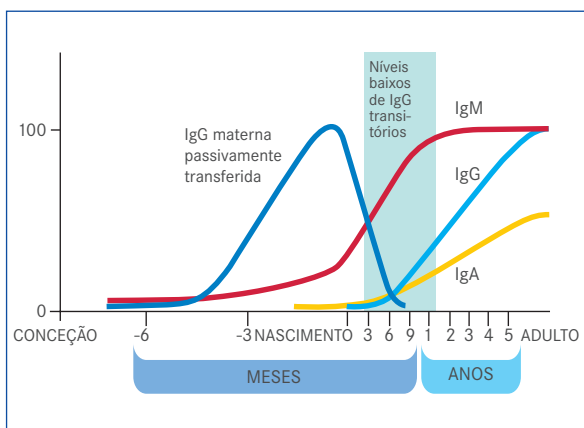 Níveis
baixos
de IgG
transi-
tórios
IgM
100
IgG materna
passivamente
transferida
IgG
IgA
0
CONCEÇÃO -6 -3 NASCIMENTO 3 6 9 1 2 3 4 5 ADULTO
MESES ANOS